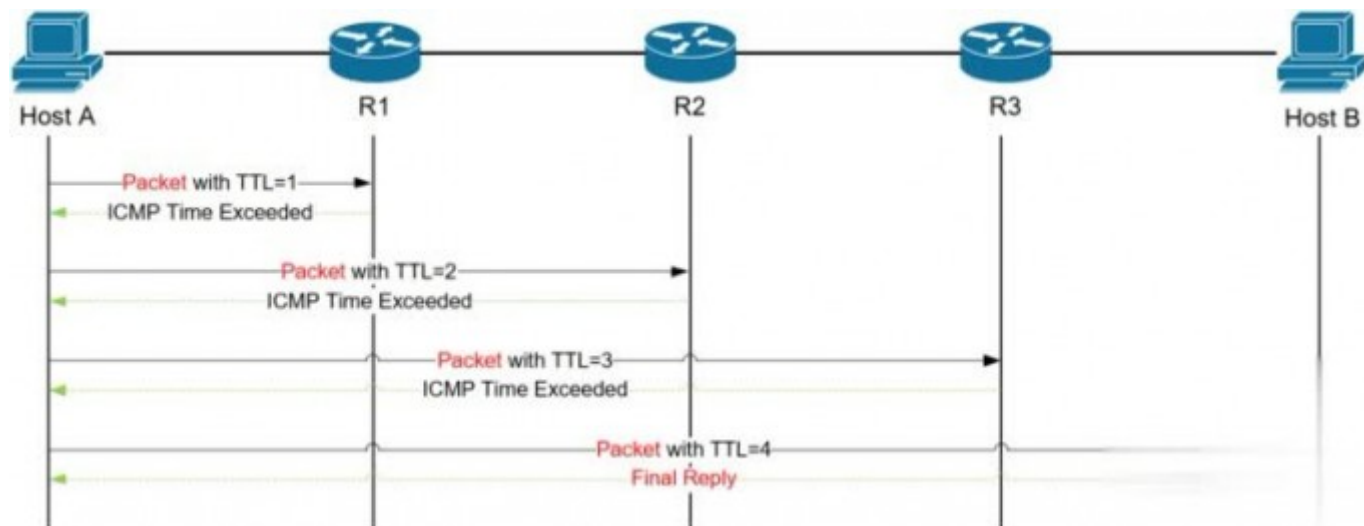 Host A
R1
R2
R3
Host B
Packet with TTL=1
ICMP Time Exceeded
Packet with TTL=2
ICMP Time Exceeded
Packet with TTL=3
ICMP Time Exceeded
Packet with TTL=4
Final Reply